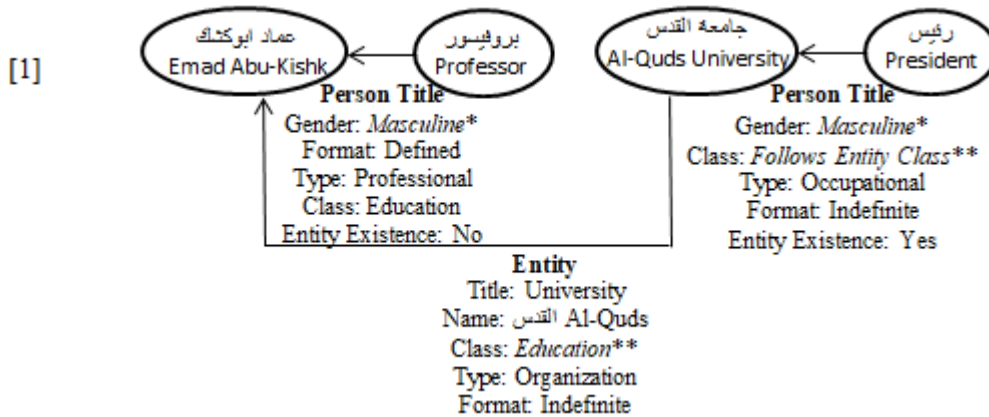 [1]
عماد ابوكشك
Emad Abu-Kishk
بروفيسور
Professor
جامعة القدس
Al-Quds University
رئيس
President
Person Title
Gender: Masculine*
Format: Defined
Type: Professional
Class: Education
Entity Existence: No
Person Title
Gender: Masculine*
Class: Follows Entity Class**
Type: Occupational
Format: Indefinite
Entity Existence: Yes
Entity
Title: University
Name: القدس Al-Quds
Class: Education**
Type: Organization
Format: Indefinite